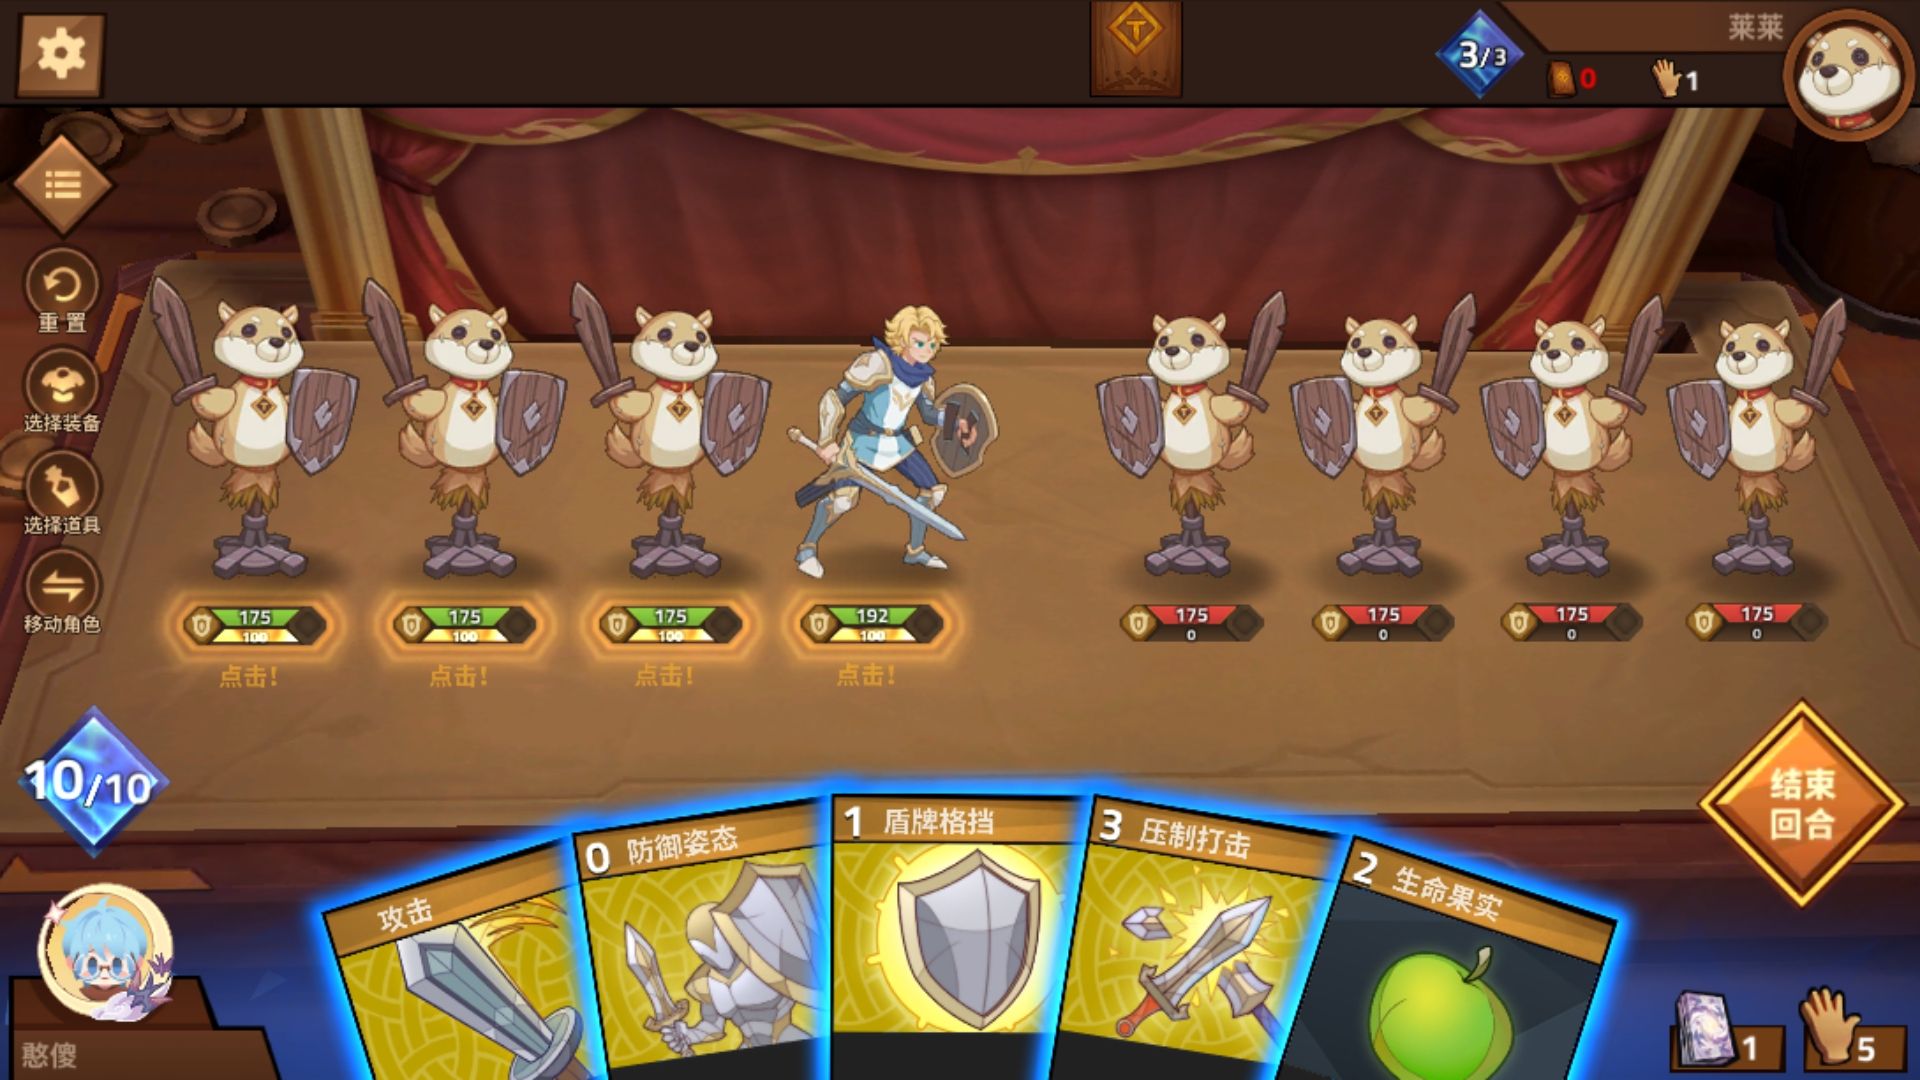 莱莱
3/3
0
1
重置
选择装备
选择道具
移动角色
175
100
点击!
175
100
点击!
175
100
点击!
192
100
点击!
175
0
175
0
175
0
175
0
10/10
结束
回合
攻击
0 防御姿态
1 盾牌格挡
3 压制打击
2 生命果实
憨傻
1
5